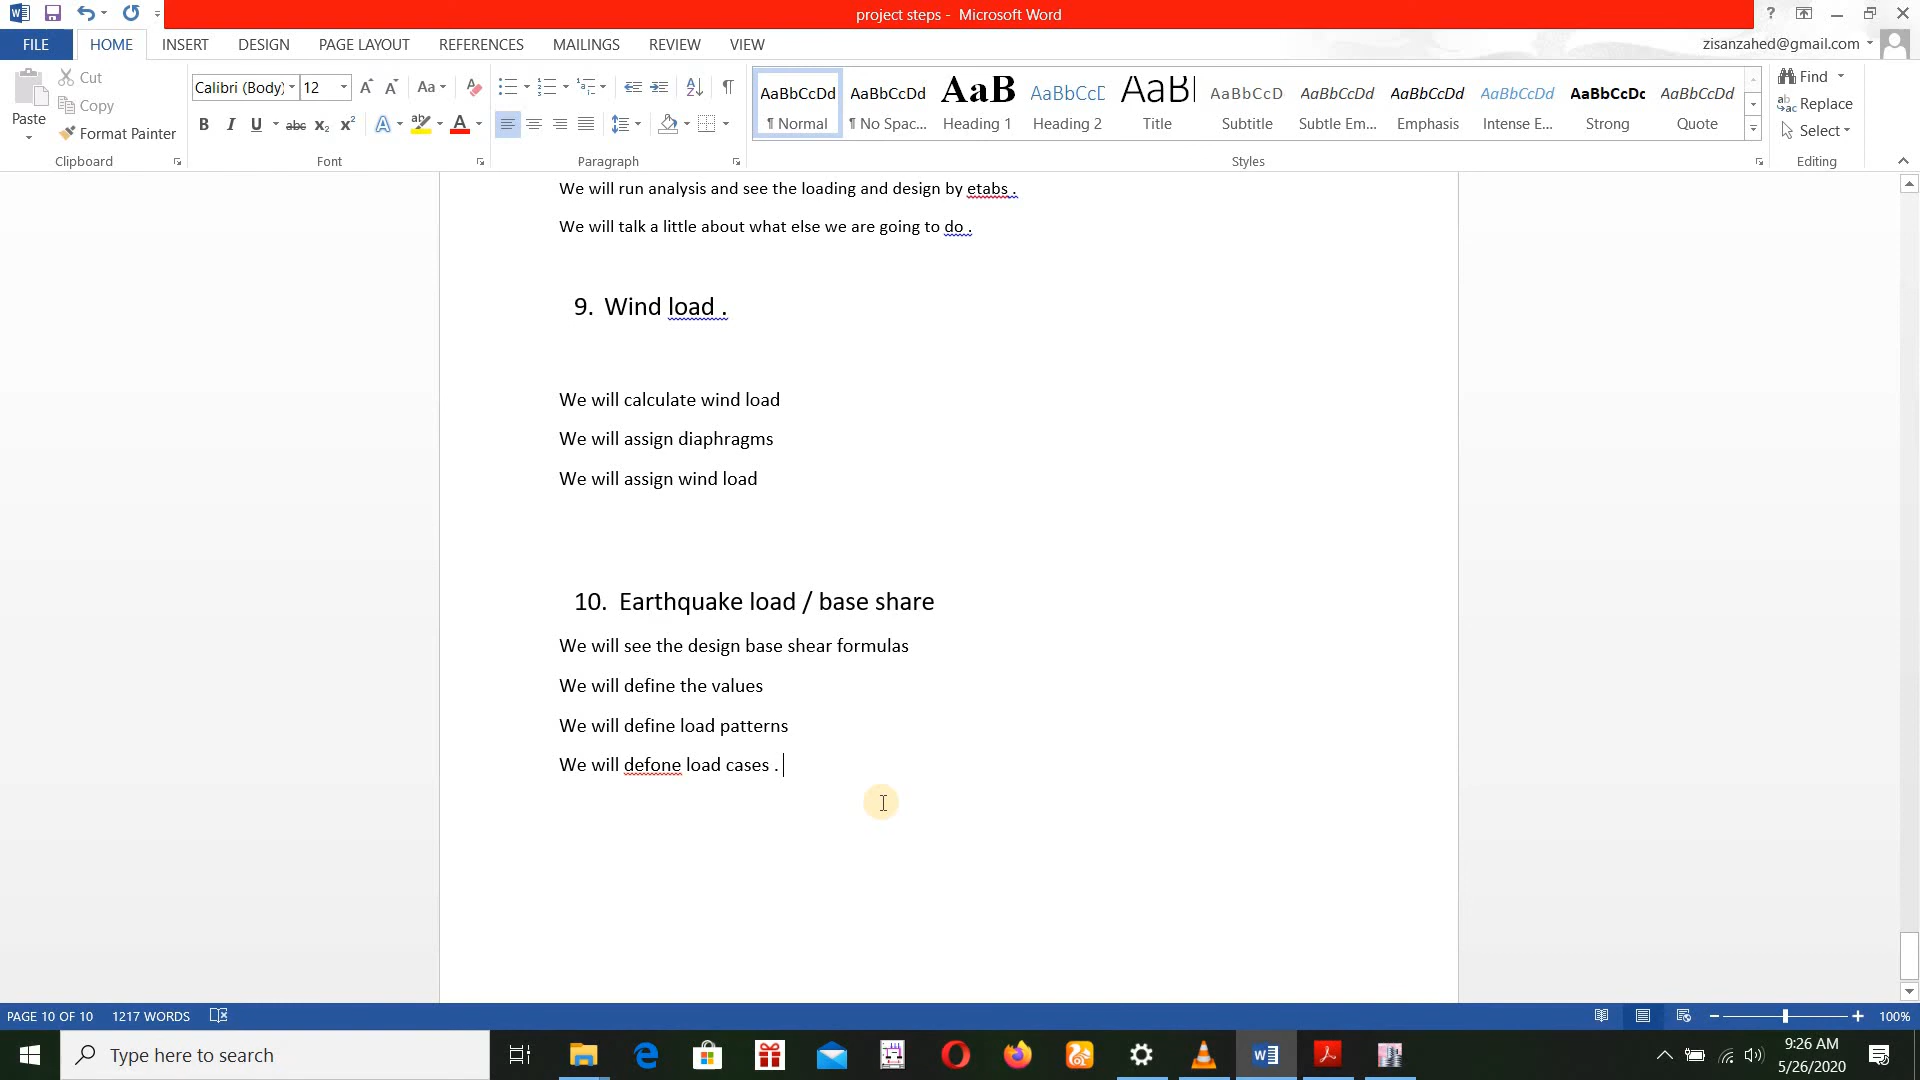 project steps - Microsoft Word
FILE HOME INSERT DESIGN PAGE LAYOUT REFERENCES MAILINGS REVIEW VIEW zisanzahed@gmail.com
Cut
Copy
Paste
Format Painter
Calibri (Body) 12
Aa
AaBbCcDd AaBbCcDd AaB AaBbCcD AaBl AaBbCcD AaBbCcDd AaBbCcDd AaBbCcDd AaBbCcDc AaBbCcDd
¶ Normal ¶ No Spac... Heading 1 Heading 2 Title Subtitle Subtle Em... Emphasis Intense E... Strong Quote
Find
Replace
Select
Clipboard Font Paragraph Styles Editing
We will run analysis and see the loading and design by etabs .
We will talk a little about what else we are going to do .
9. Wind load .
We will calculate wind load
We will assign diaphragms
We will assign wind load
10. Earthquake load / base share
We will see the design base shear formulas
We will define the values
We will define load patterns
We will defone load cases .
PAGE 10 OF 10 1217 WORDS 100%
Type here to search
9:26 AM
5/26/2020